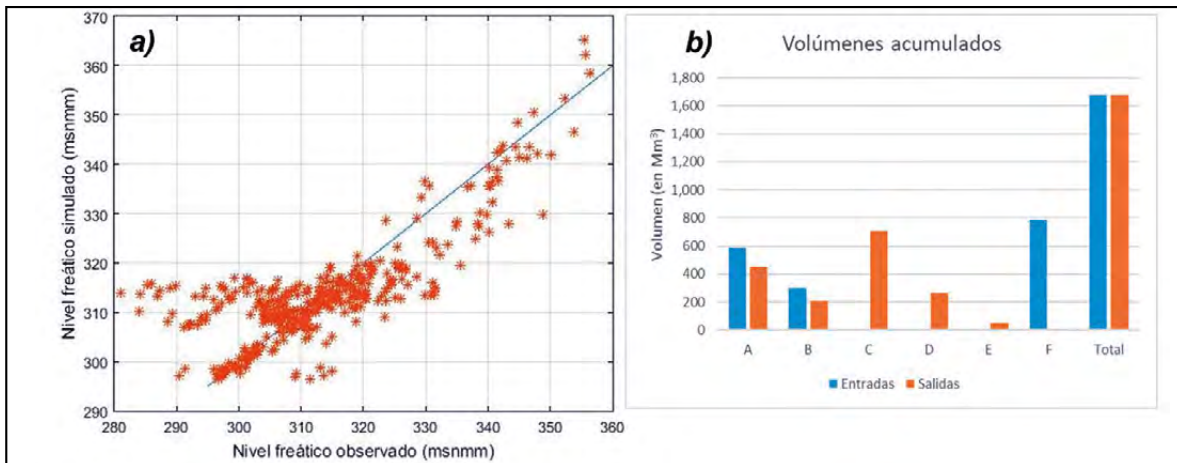 a)
370
360
350
340
330
320
310
300
290
Nivel freático simulado (msnmm)
280 290 300 310 320 330 340 350 360
Nivel freático observado (msnmm)
b)
Volúmenes acumulados
1,800
1,600
1,400
1,200
1,000
800
600
400
200
0
Volumen (en Mm³)
A B C D E F Total
Entradas Salidas